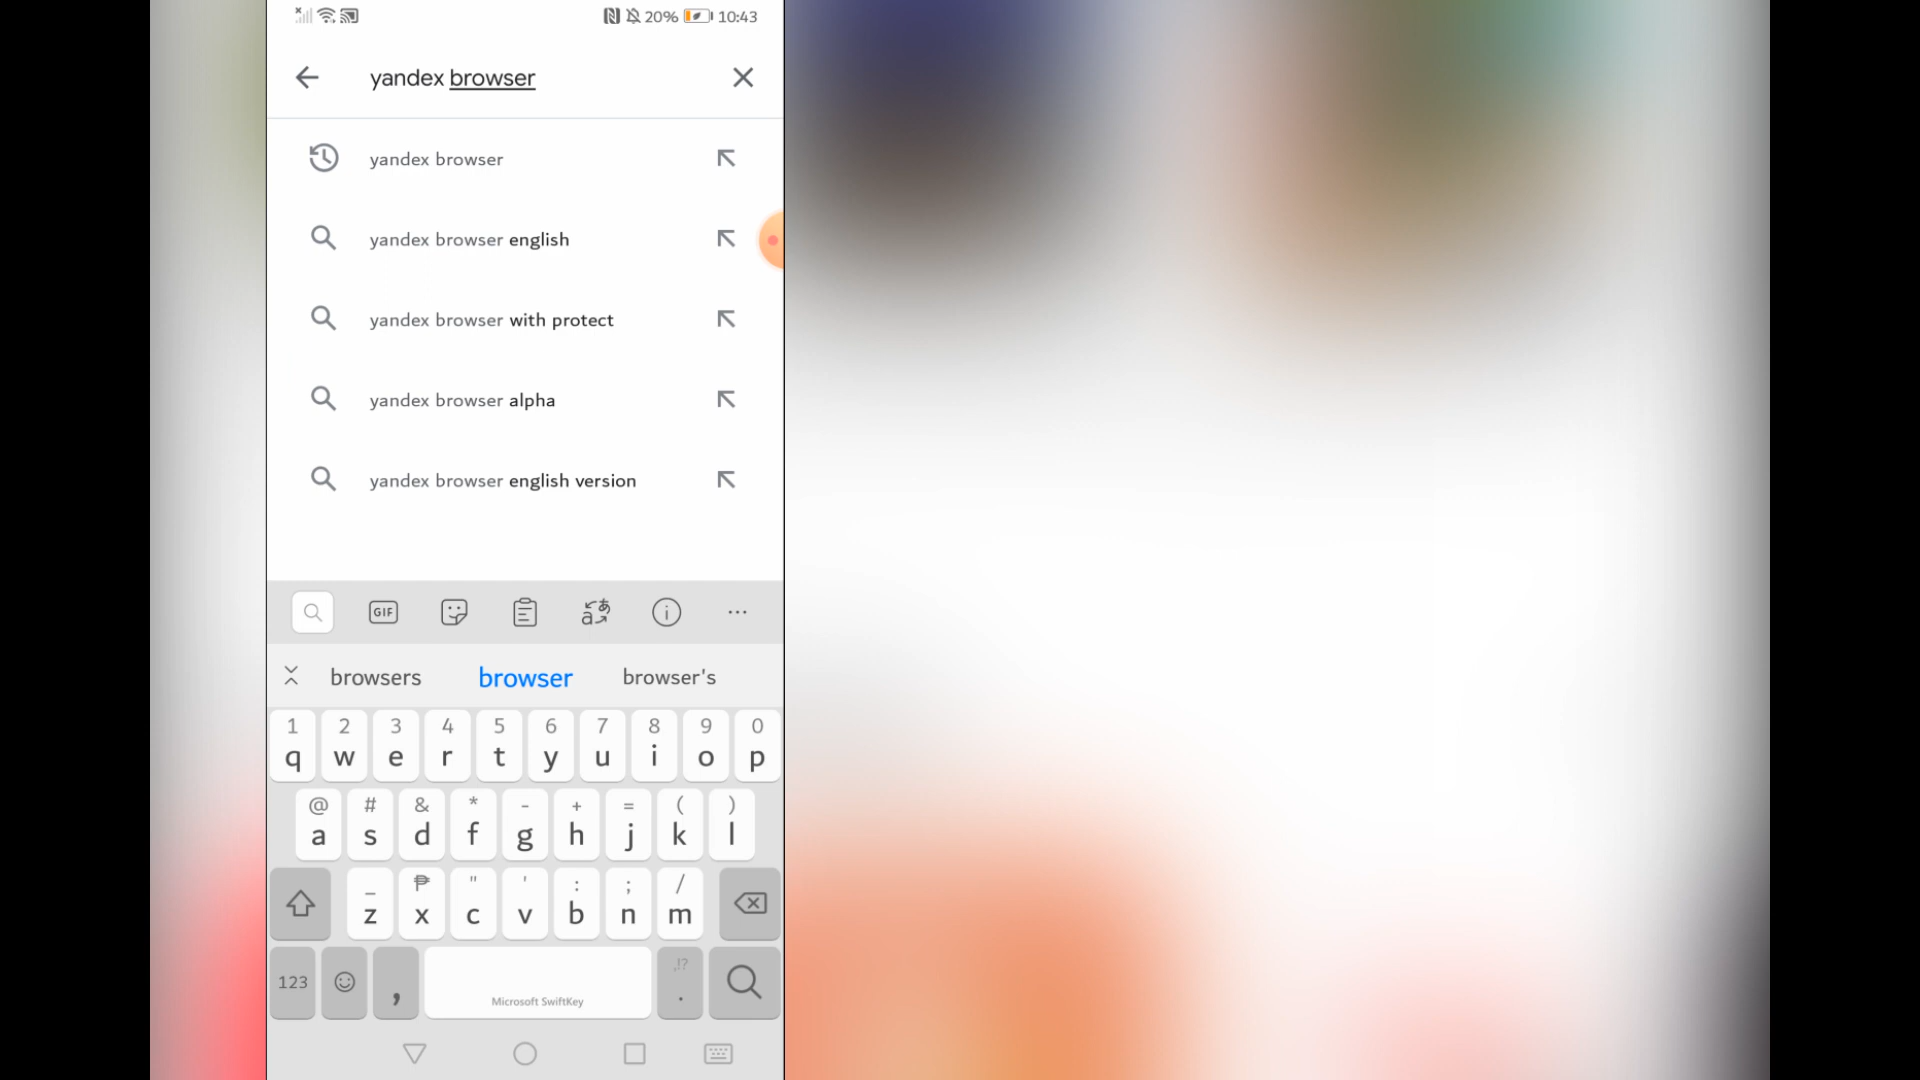 20% 10:43
yandex browser
yandex browser
yandex browser english
yandex browser with protect
yandex browser alpha
yandex browser english version
GIF
browsers browser browser's
1 2 3 4 5 6 7 8 9 0
q w e r t y u i o p
@ # & * - + = ( )
a s d f g h j k l
_ ₱ " ' : ; /
z x c v b n m
,!?
123 , Microsoft SwiftKey .